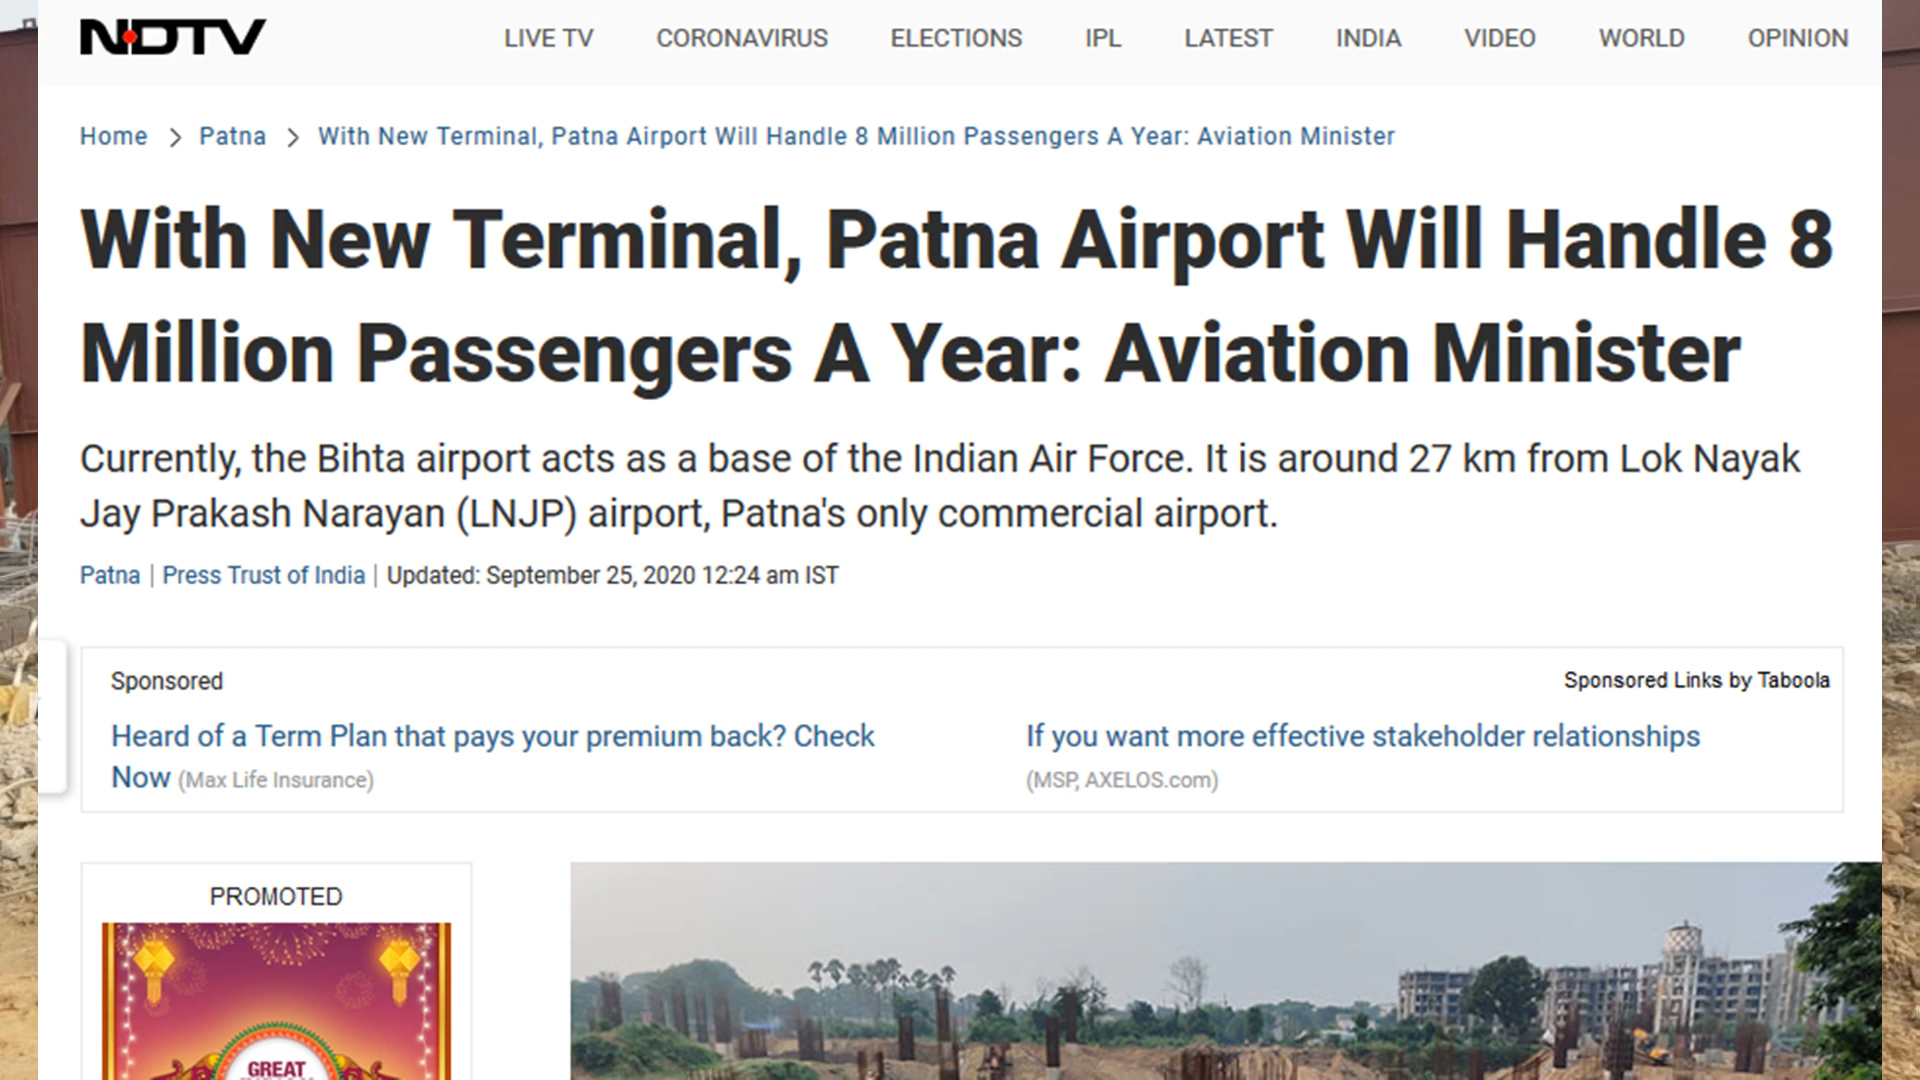 NDTV
LIVE TV CORONAVIRUS ELECTIONS IPL LATEST INDIA VIDEO WORLD OPINION
Home > Patna > With New Terminal, Patna Airport Will Handle 8 Million Passengers A Year: Aviation Minister
With New Terminal, Patna Airport Will Handle 8
Million Passengers A Year: Aviation Minister
Currently, the Bihta airport acts as a base of the Indian Air Force. It is around 27 km from Lok Nayak
Jay Prakash Narayan (LNJP) airport, Patna's only commercial airport.
Patna | Press Trust of India | Updated: September 25, 2020 12:24 am IST
Sponsored
Sponsored Links by Taboola
Heard of a Term Plan that pays your premium back? Check
Now (Max Life Insurance)
If you want more effective stakeholder relationships
(MSP, AXELOS.com)
PROMOTED
GREAT